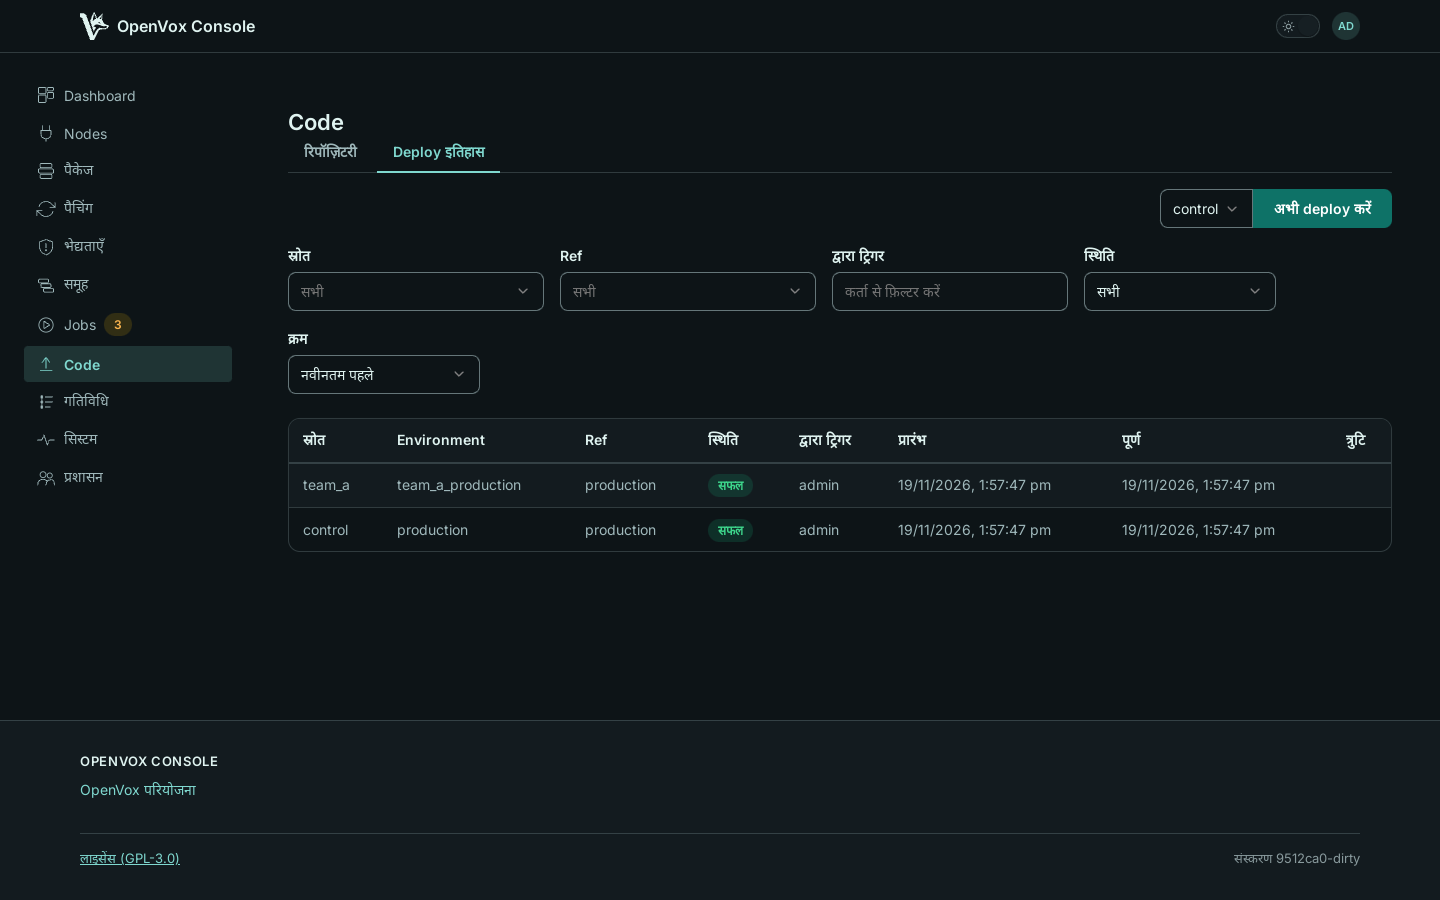 OpenVox Console
AD
Dashboard
Nodes
पैकेज
पैचिंग
भेद्यताएँ
समूह
Jobs 3
Code
गतिविधि
सिस्टम
प्रशासन
Code
रिपॉज़िटरी Deploy इतिहास
control अभी deploy करें
स्रोत Ref द्वारा ट्रिगर स्थिति
सभी सभी कर्ता से फ़िल्टर करें सभी
क्रम
नवीनतम पहले
स्रोत Environment Ref स्थिति द्वारा ट्रिगर प्रारंभ पूर्ण त्रुटि
team_a team_a_production production सफल admin 19/11/2026, 1:57:47 pm 19/11/2026, 1:57:47 pm
control production production सफल admin 19/11/2026, 1:57:47 pm 19/11/2026, 1:57:47 pm
OPENVOX CONSOLE
OpenVox परियोजना
लाइसेंस (GPL-3.0)
संस्करण 9512ca0-dirty